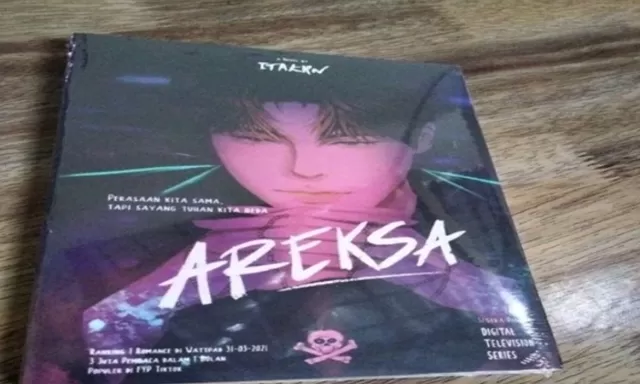 A NOVEL BY
ITAKRN
PERASAAN KITA SAMA,
TAPI SAYANG TUHAN KITA BEDA
AREKSA
RANKING 1 ROMANCE DI WATTPAD 31-03-2021
3 JUTA PEMBACA DALAM 1 BULAN
POPULER DI FYP TIKTOK
DIGITAL
TELEVISION
SERIES